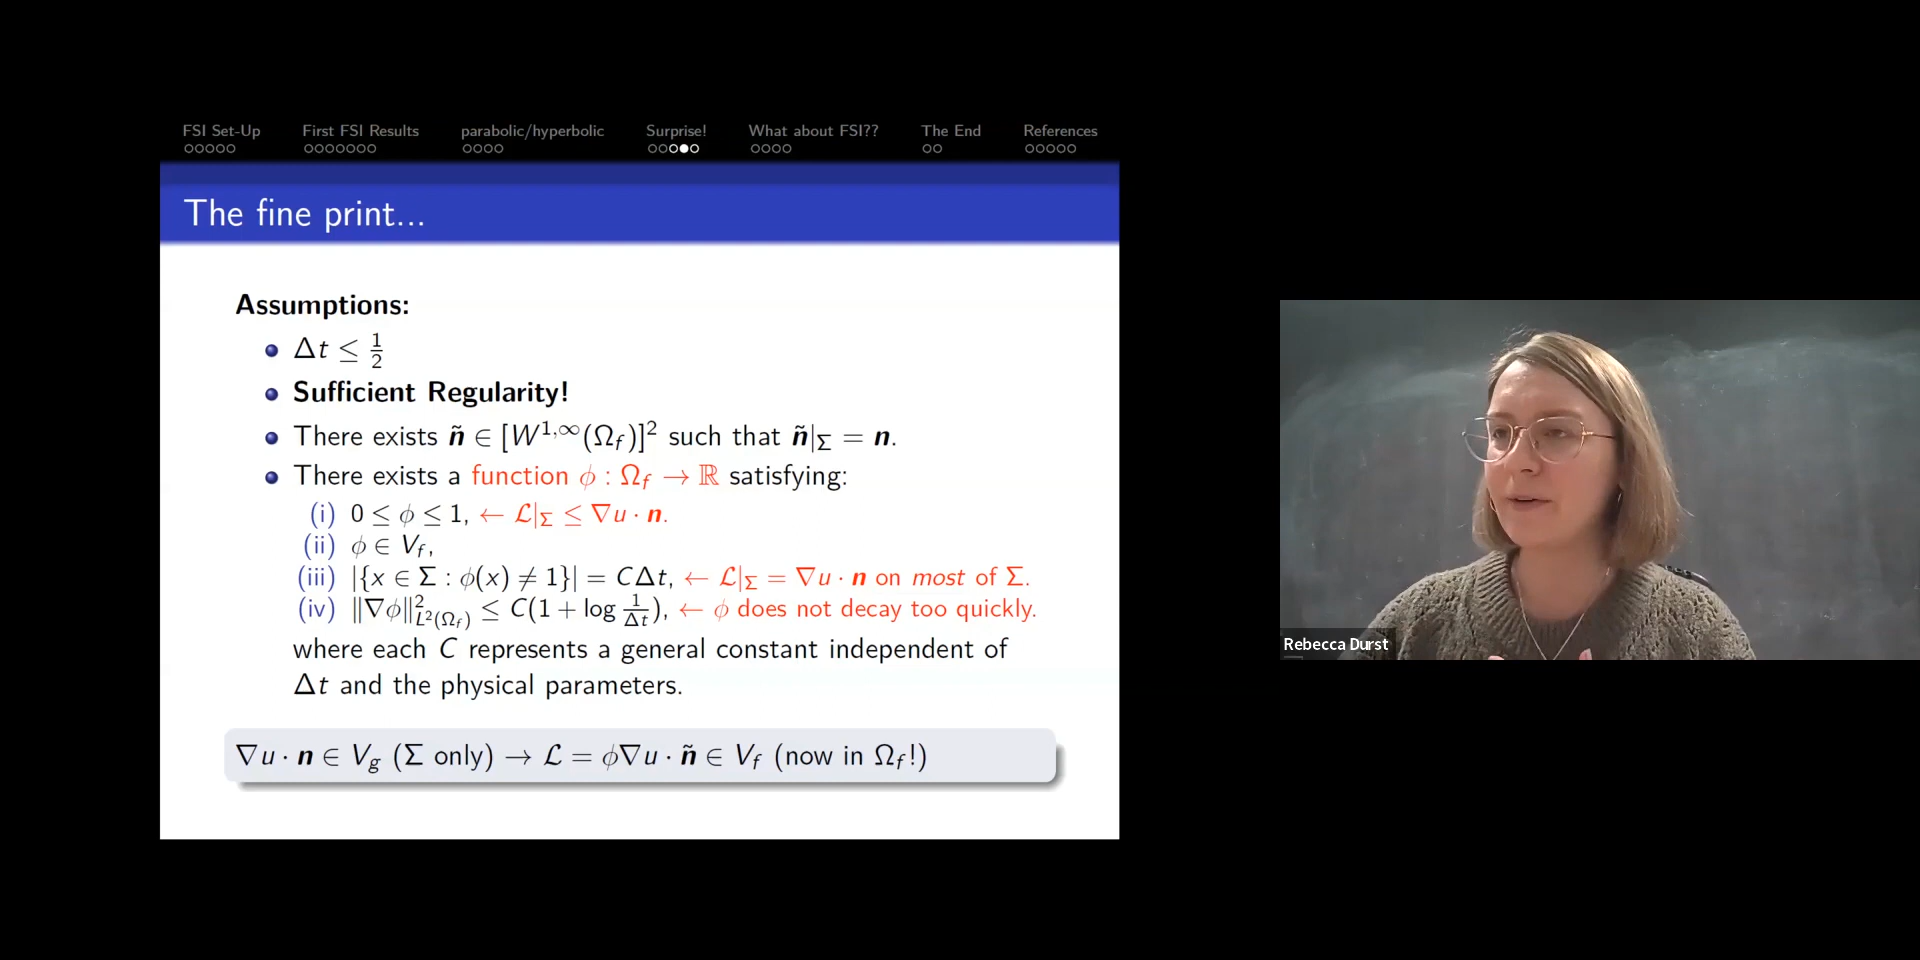 FSI Set-Up First FSI Results parabolic/hyperbolic Surprise! What about FSI?? The End References
The fine print...
Assumptions:
Δt ≤ 1/2
Sufficient Regularity!
There exists ñ ∈ [W^{1,∞}(Ω_f)]² such that ñ|_Σ = n.
There exists a function ϕ : Ω_f → ℝ satisfying:
(i) 0 ≤ ϕ ≤ 1, ← ℒ|_Σ ≤ ∇u · n.
(ii) ϕ ∈ V_f,
(iii) |{x ∈ Σ : ϕ(x) ≠ 1}| = CΔt, ← ℒ|_Σ = ∇u · n on most of Σ.
(iv) ‖∇ϕ‖²_{L²(Ω_f)} ≤ C(1 + log 1/Δt), ← ϕ does not decay too quickly.
where each C represents a general constant independent of
Δt and the physical parameters.
∇u · n ∈ V_g (Σ only) → ℒ = ϕ∇u · ñ ∈ V_f (now in Ω_f!)
Rebecca Durst